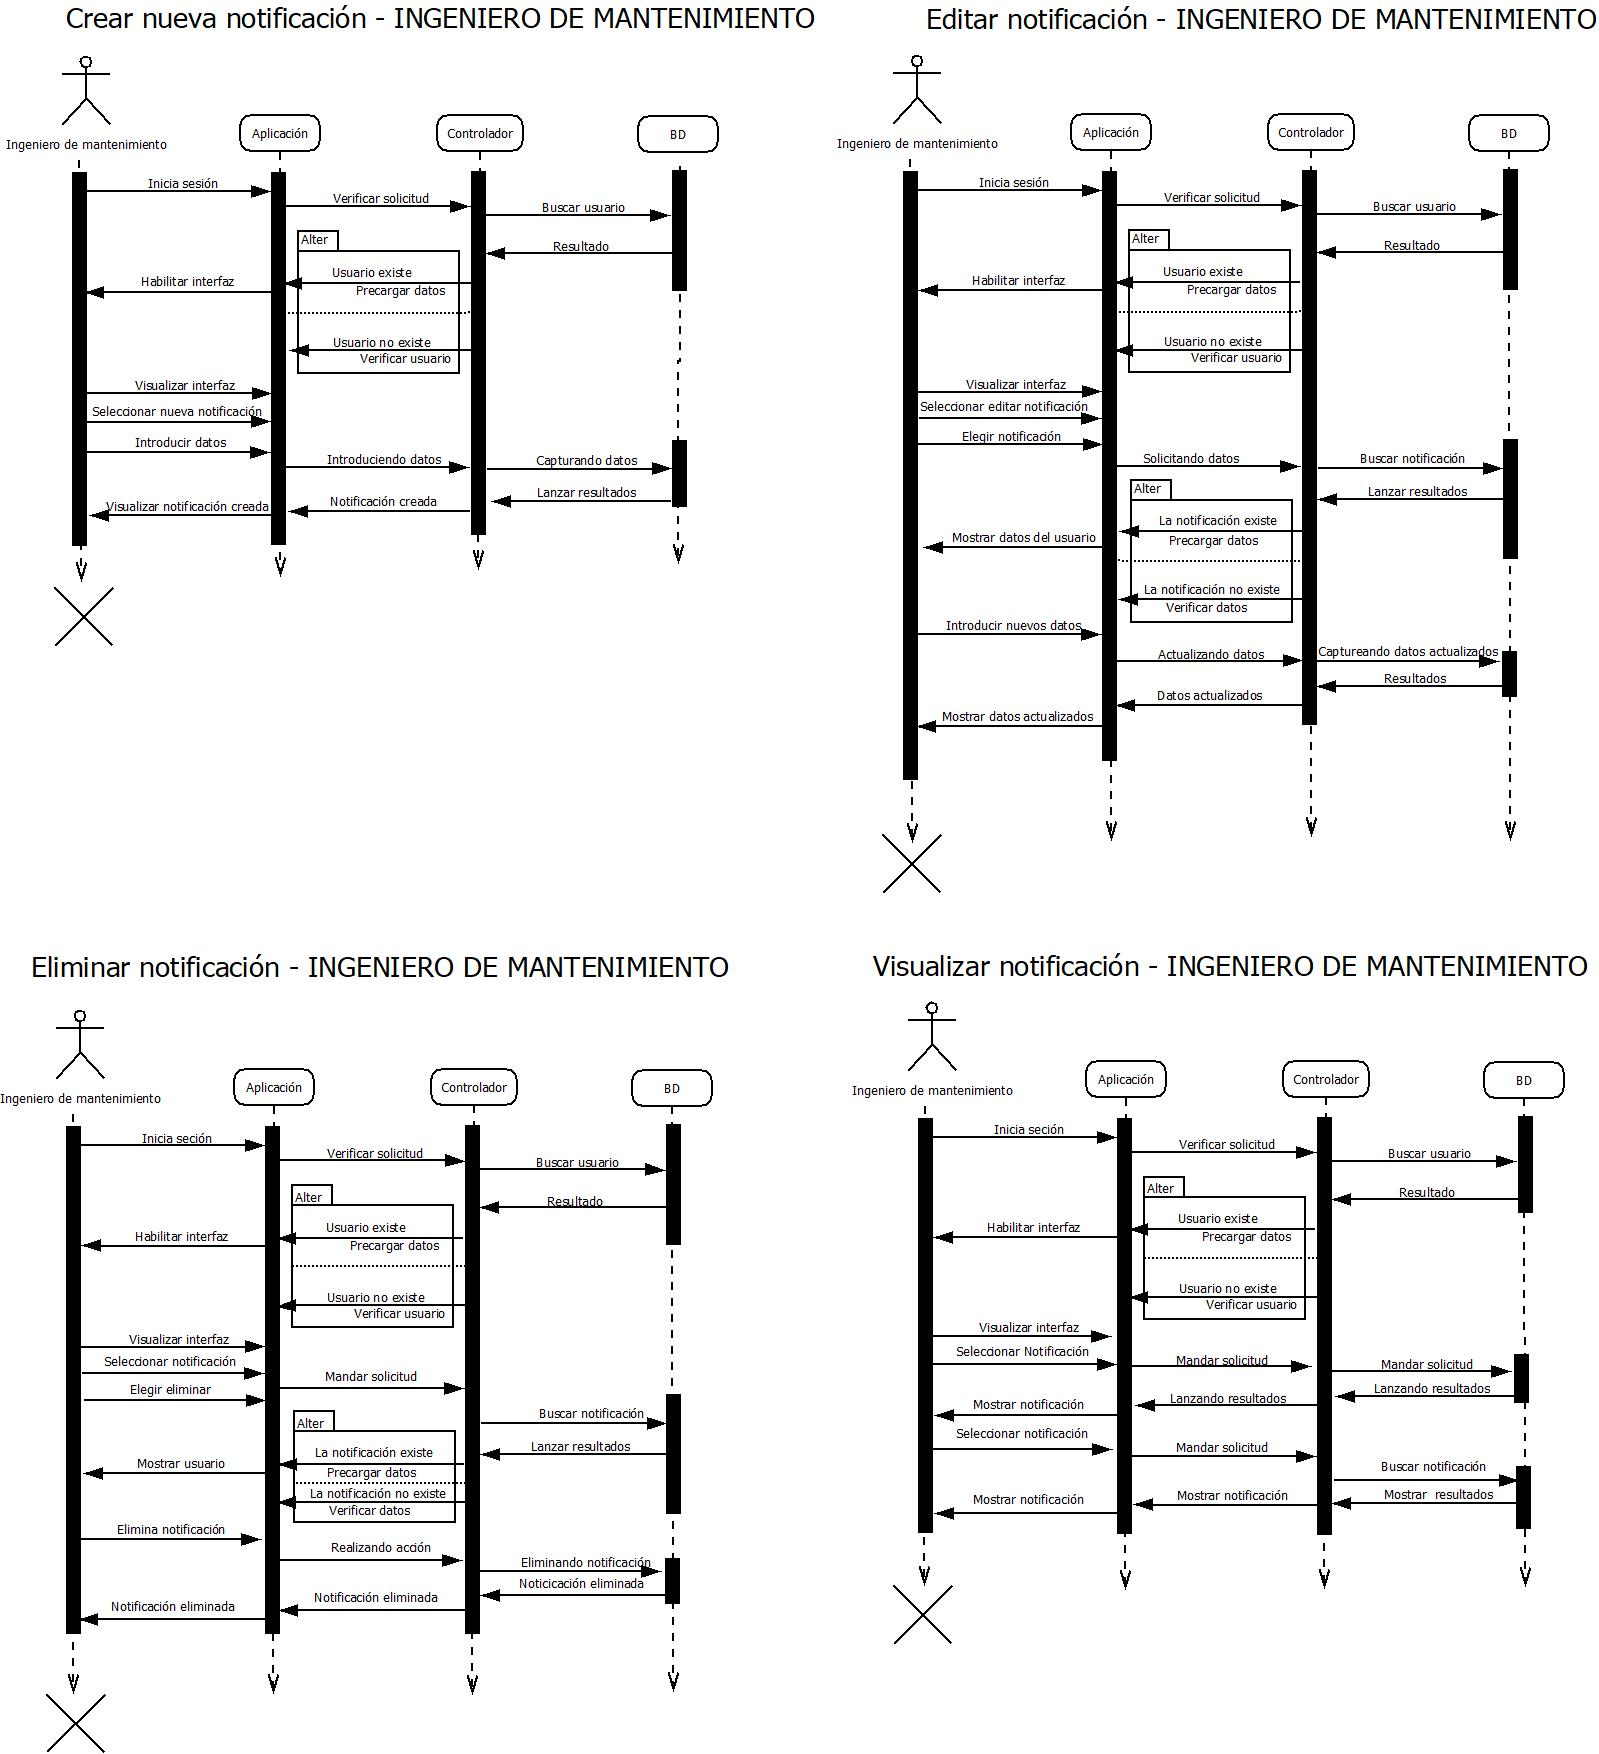 Crear nueva notificación - INGENIERO DE MANTENIMIENTO
Ingeniero de mantenimiento
Aplicación
Controlador
BD
Inicia sesión
Verificar solicitud
Buscar usuario
Alter
Resultado
Usuario existe
Habilitar interfaz
Precargar datos
Usuario no existe
Verificar usuario
Visualizar interfaz
Seleccionar nueva notificación
Introducir datos
Introduciendo datos
Capturando datos
Lanzar resultados
Notificación creada
Visualizar notificación creada
Editar notificación - INGENIERO DE MANTENIMIENTO
Ingeniero de mantenimiento
Aplicación
Controlador
BD
Inicia sesión
Verificar solicitud
Buscar usuario
Alter
Resultado
Usuario existe
Habilitar interfaz
Precargar datos
Usuario no existe
Verificar usuario
Visualizar interfaz
Seleccionar editar notificación
Elegir notificación
Solicitando datos
Buscar notificación
Alter
Lanzar resultados
La notificación existe
Mostrar datos del usuario
Precargar datos
La notificación no existe
Verificar datos
Introducir nuevos datos
Actualizando datos
Captureando datos actualizados
Resultados
Datos actualizados
Mostrar datos actualizados
Eliminar notificación - INGENIERO DE MANTENIMIENTO
Ingeniero de mantenimiento
Aplicación
Controlador
BD
Inicia seción
Verificar solicitud
Buscar usuario
Alter
Resultado
Usuario existe
Habilitar interfaz
Precargar datos
Usuario no existe
Verificar usuario
Visualizar interfaz
Seleccionar notificación
Mandar solicitud
Elegir eliminar
Buscar notificación
Alter
Lanzar resultados
La notificación existe
Mostrar usuario
Precargar datos
La notificación no existe
Verificar datos
Elimina notificación
Realizando acción
Eliminando notificación
Noticicación eliminada
Notificación eliminada
Notificación eliminada
Visualizar notificación - INGENIERO DE MANTENIMIENTO
Ingeniero de mantenimiento
Aplicación
Controlador
BD
Inicia seción
Verificar solicitud
Buscar usuario
Alter
Resultado
Usuario existe
Habilitar interfaz
Precargar datos
Usuario no existe
Verificar usuario
Visualizar interfaz
Seleccionar Notificación
Mandar solicitud
Mandar solicitud
Lanzando resultados
Lanzando resultados
Mostrar notificación
Seleccionar notificación
Mandar solicitud
Buscar notificación
Mostrar resultados
Mostrar notificación
Mostrar notificación